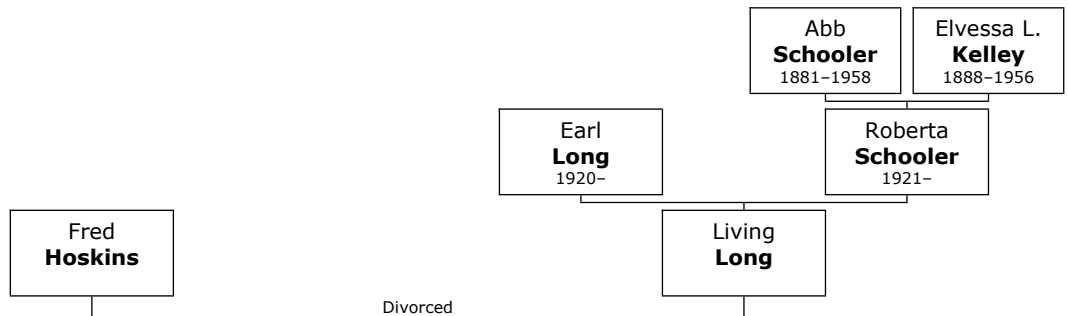 Abb
Schooler
1881–1958
Elvessa L.
Kelley
1888–1956
Earl
Long
1920–
Roberta
Schooler
1921–
Fred
Hoskins
Living
Long
Divorced